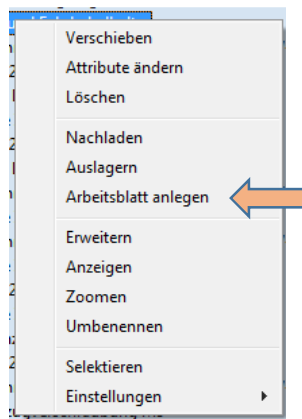 Verschieben
Attribute ändern
Löschen
Nachladen
Auslagern
Arbeitsblatt anlegen
Erweitern
Anzeigen
Zoomen
Umbenennen
Selektieren
Einstellungen